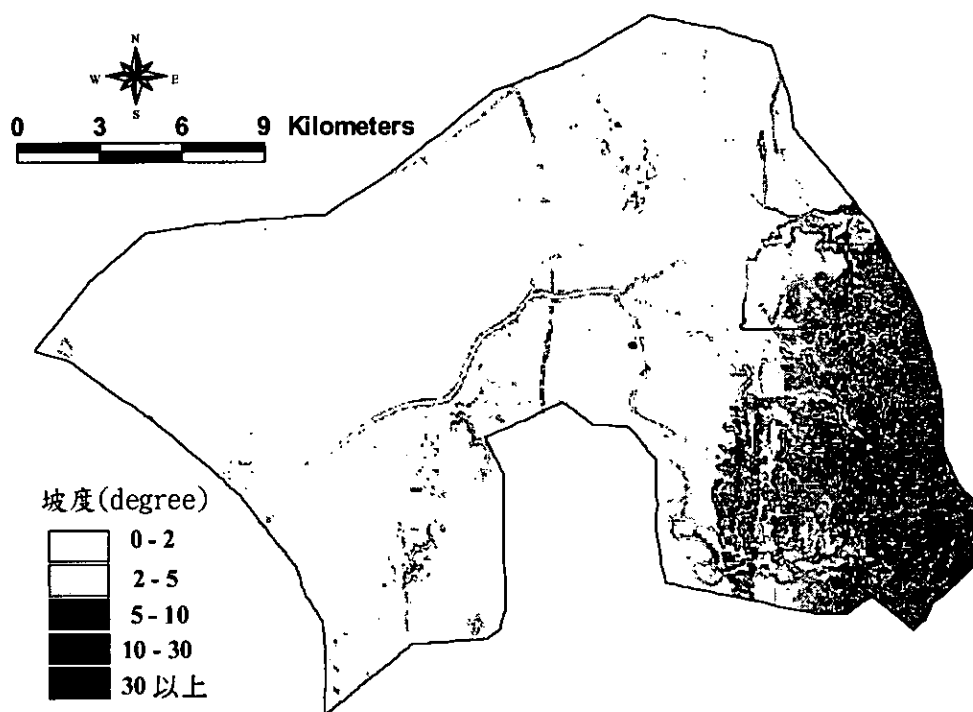 N
W E
S
0 3 6 9 Kilometers
坡度(degree)
0 - 2
2 - 5
5 - 10
10 - 30
30 以上